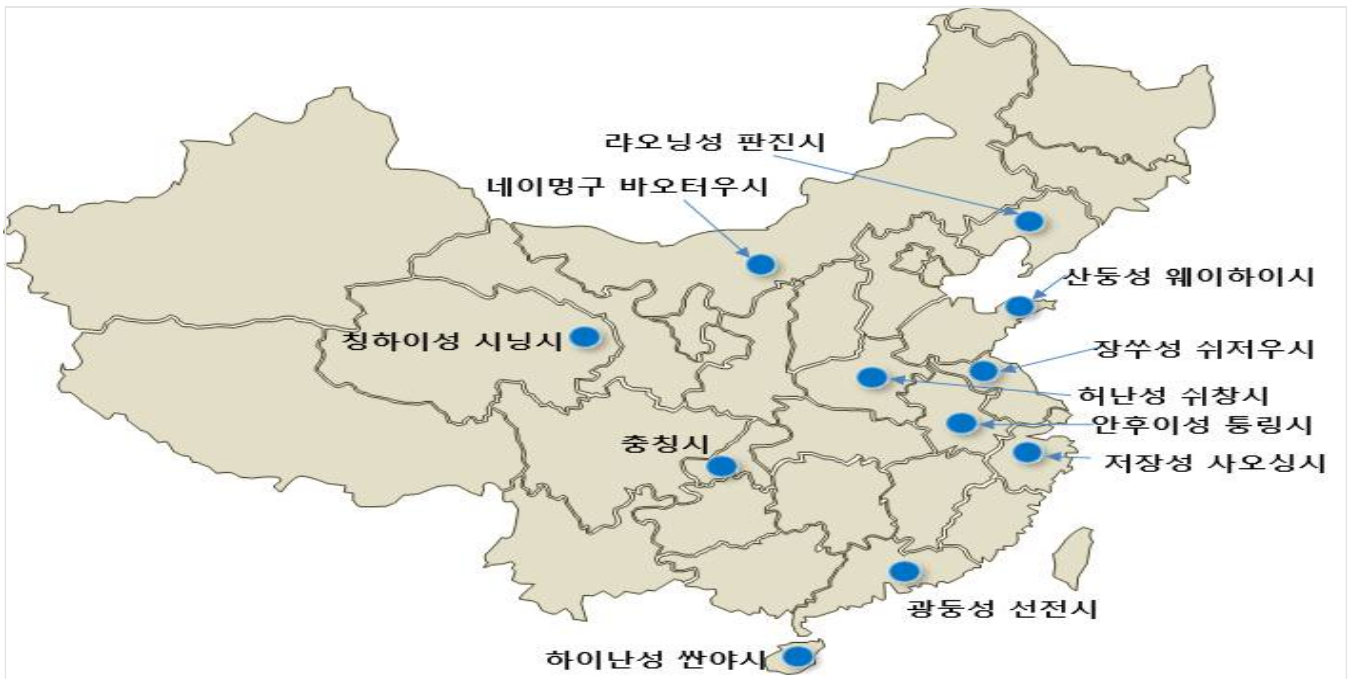 랴오닝성 판진시
네이멍구 바오터우시
산둥성 웨이하이시
칭하이성 시닝시
장쑤성 쉬저우시
허난성 쉬창시
안후이성 퉁링시
충칭시
저장성 사오싱시
광둥성 선전시
하이난성 싼야시